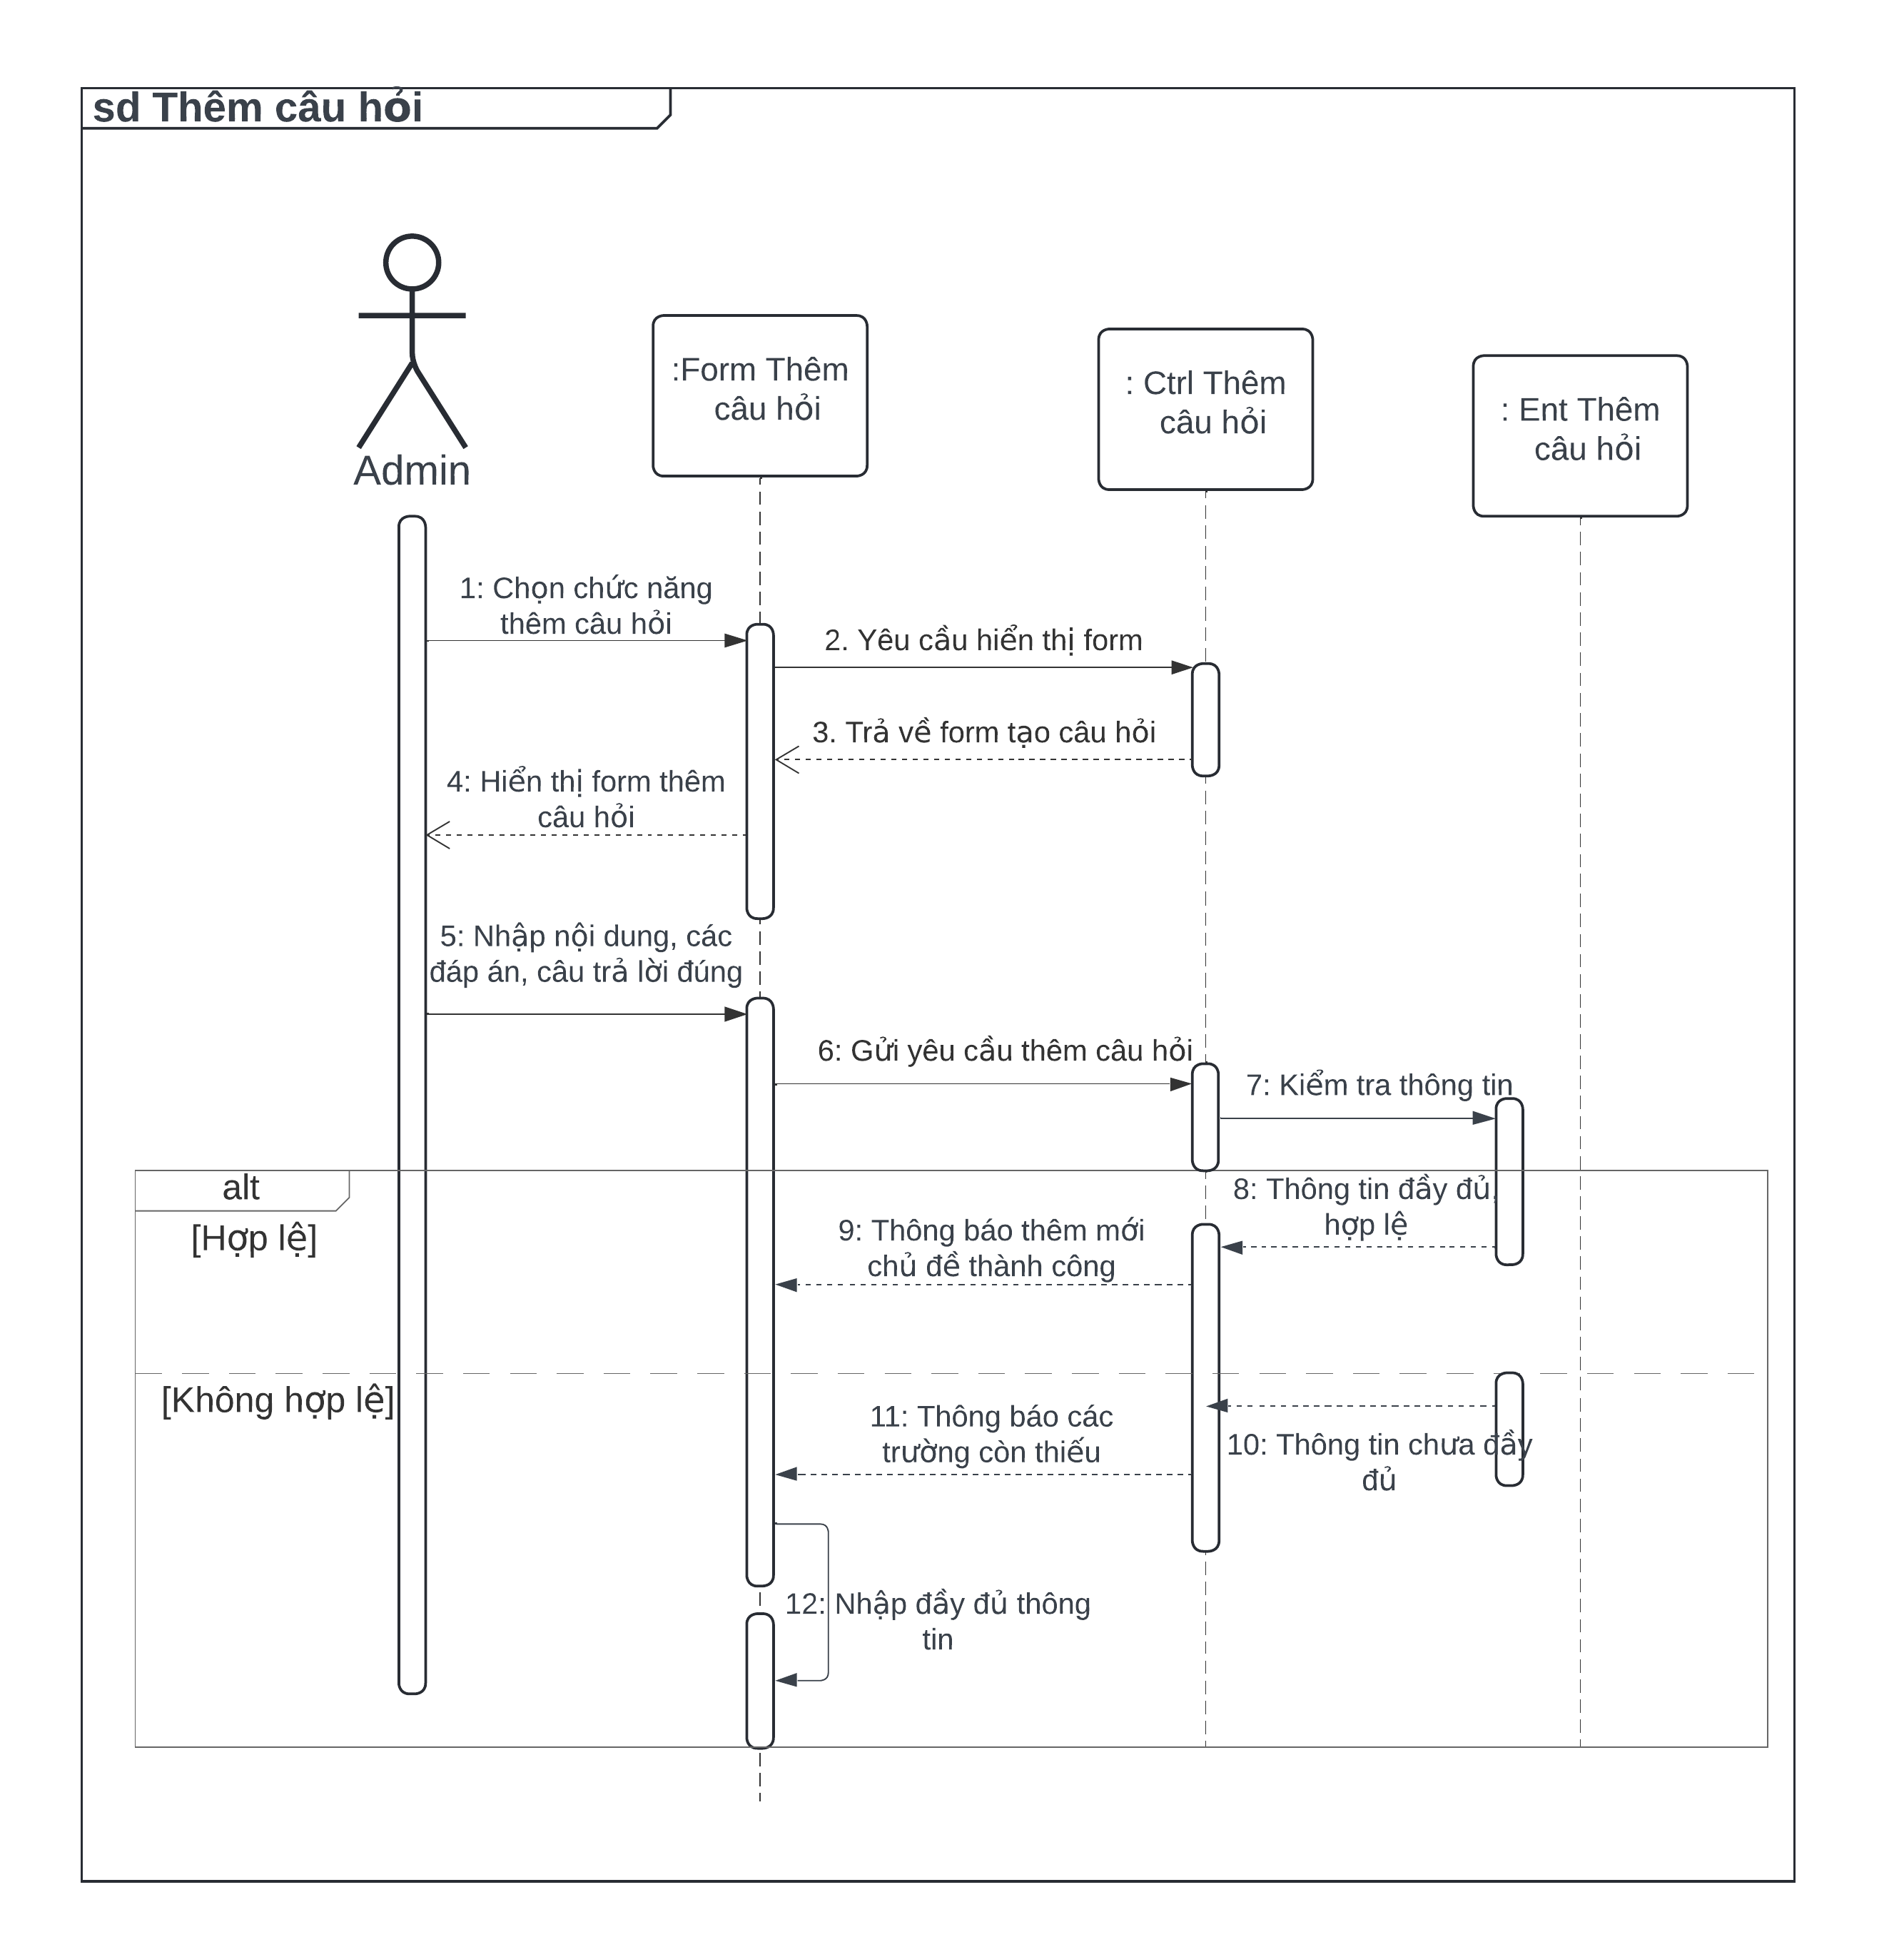 sd Thêm câu hỏi
Admin
:Form Thêm
câu hỏi
: Ctrl Thêm
câu hỏi
: Ent Thêm
câu hỏi
1: Chọn chức năng
thêm câu hỏi
2. Yêu cầu hiển thị form
3. Trả về form tạo câu hỏi
4: Hiển thị form thêm
câu hỏi
5: Nhập nội dung, các
đáp án, câu trả lời đúng
6: Gửi yêu cầu thêm câu hỏi
7: Kiểm tra thông tin
alt
[Hợp lệ]
8: Thông tin đầy đủ,
hợp lệ
9: Thông báo thêm mới
chủ đề thành công
[Không hợp lệ]
10: Thông tin chưa đầy
đủ
11: Thông báo các
trường còn thiếu
12: Nhập đầy đủ thông
tin